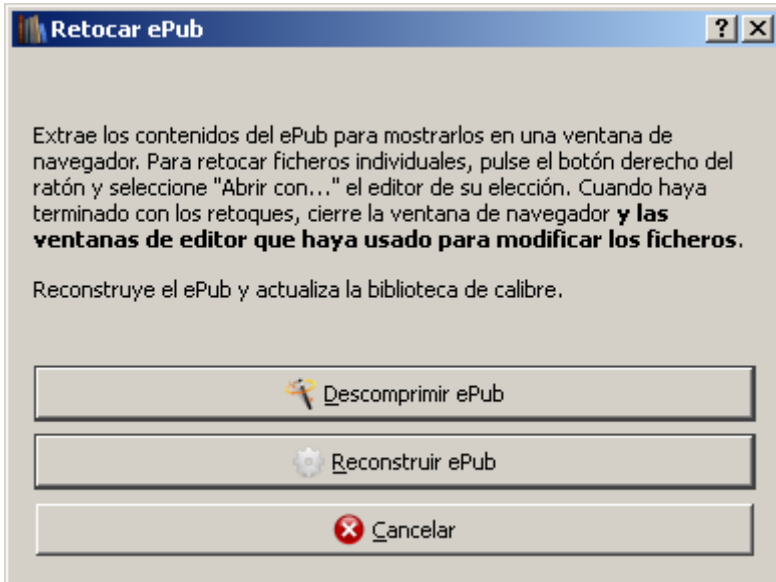 Retocar ePub
Extrae los contenidos del ePub para mostrarlos en una ventana de
navegador. Para retocar ficheros individuales, pulse el botón derecho del
ratón y seleccione "Abrir con..." el editor de su elección. Cuando haya
terminado con los retoques, cierre la ventana de navegador y las
ventanas de editor que haya usado para modificar los ficheros.
Reconstruye el ePub y actualiza la biblioteca de calibre.
Descomprimir ePub
Reconstruir ePub
Cancelar